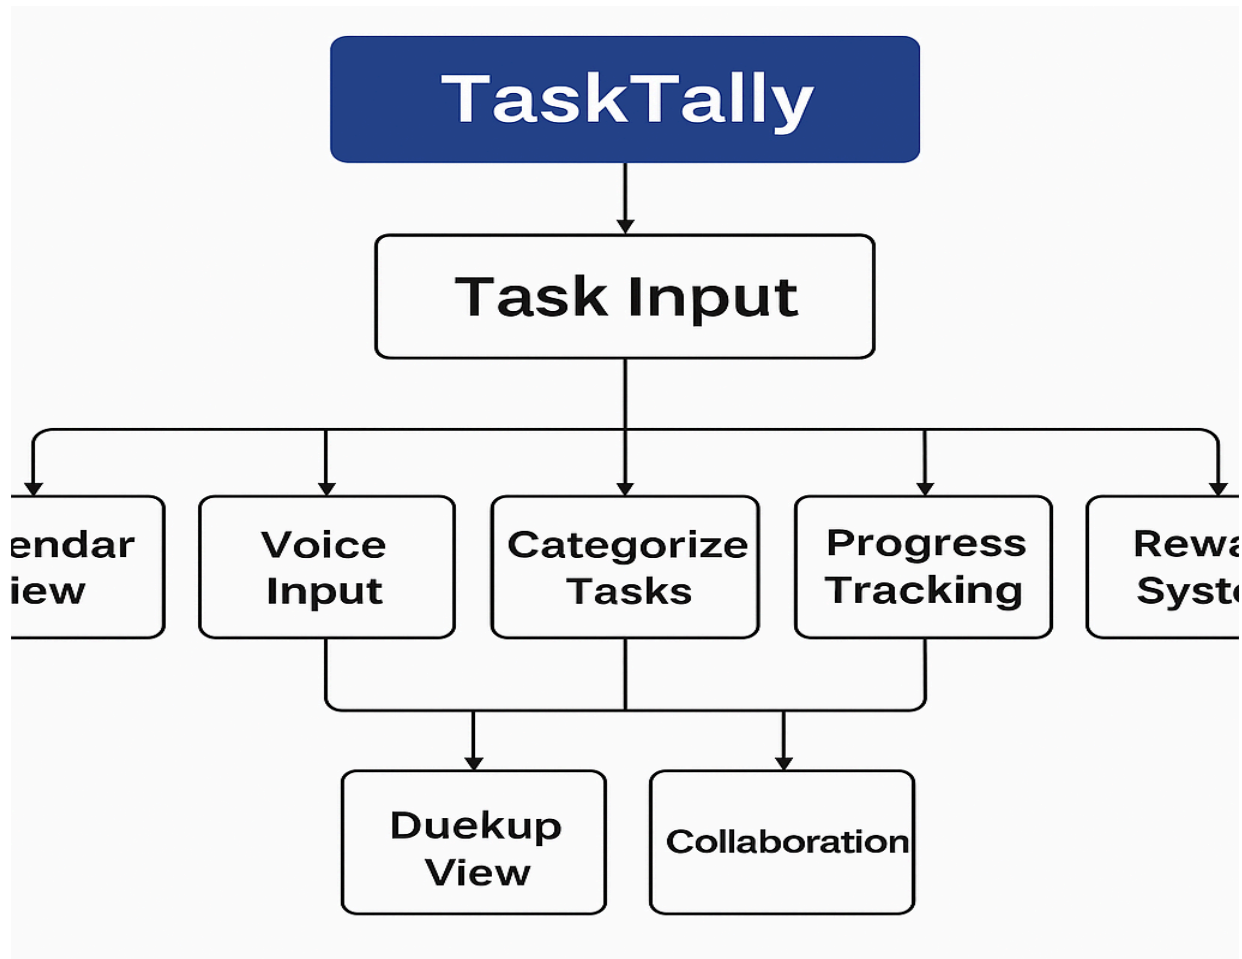 TaskTally
Task Input
endar
iew
Voice
Input
Categorize
Tasks
Progress
Tracking
Rewa
Syste
Duekup
View
Collaboration